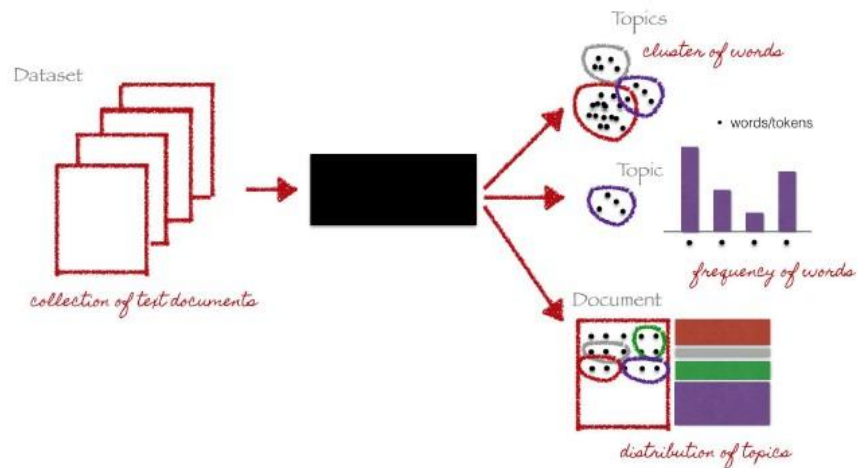 Topics
cluster of words
Dataset
• words/tokens
Topic
frequency of words
collection of text documents
Document
distribution of topics